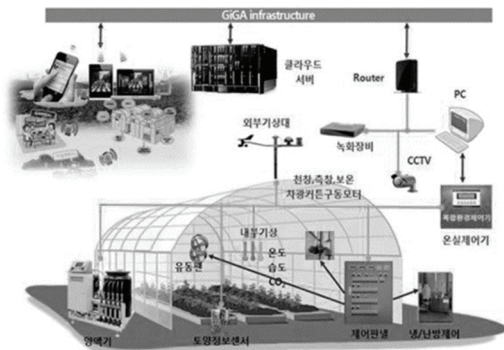 GiGA infrastructure
클라우드
서버
Router
PC
외부기상대
녹화장비
CCTV
천창,측창,보온
차광커튼구동모터
복합환경제어기
온실제어기
내부기상
유동팬
온도
습도
CO₂
양액기
토양정보센서
제어판넬
냉/난방제어